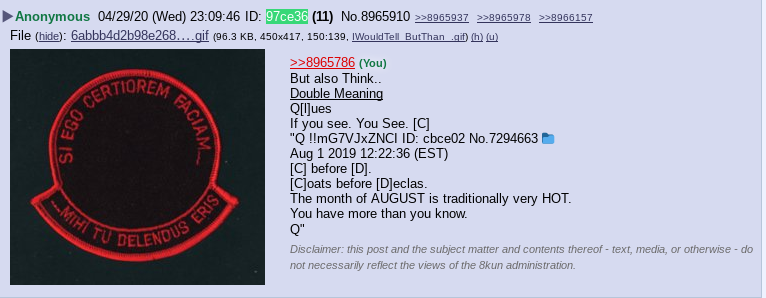 ▶Anonymous 04/29/20 (Wed) 23:09:46 ID: 97ce36 (11) No.8965910 >>8965937 >>8965978 >>8966157
File (hide): 6abbb4d2b98e268….gif (96.3 KB, 450x417, 150:139, IWouldTell_ButThan_.gif) (h) (u)
SI EGO CERTIOREM FACIAM...
...MIHI TU DELENDUS ERIS
>>8965786 (You)
But also Think..
Double Meaning
Q[l]ues
If you see. You See. [C]
"Q !!mG7VJxZNCI ID: cbce02 No.7294663
Aug 1 2019 12:22:36 (EST)
[C] before [D].
[C]oats before [D]eclas.
The month of AUGUST is traditionally very HOT.
You have more than you know.
Q"
Disclaimer: this post and the subject matter and contents thereof - text, media, or otherwise - do
not necessarily reflect the views of the 8kun administration.